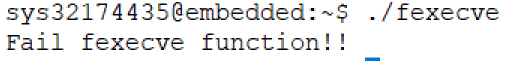 sys32174435@embedded:~$ ./fexecve
Fail fexecve function!!